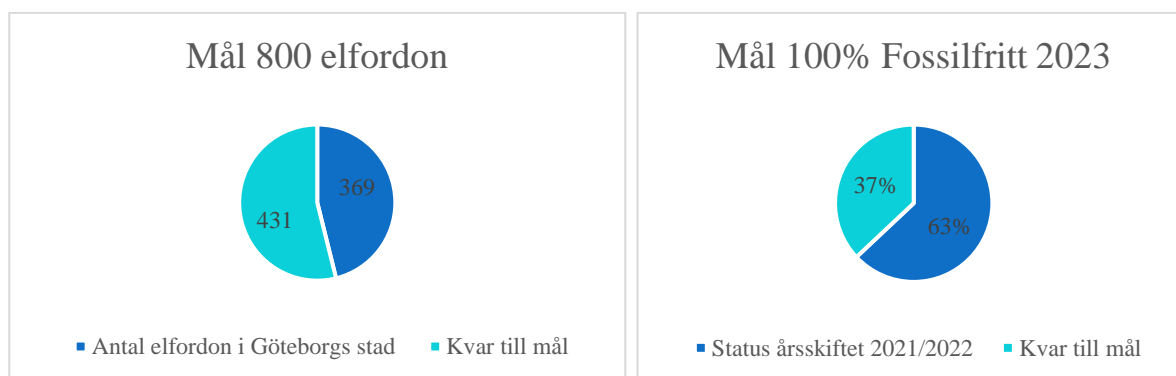 Mål 800 elfordon
369
431
Antal elfordon i Göteborgs stad
Kvar till mål
Mål 100% Fossilfritt 2023
37%
63%
Status årsskiftet 2021/2022
Kvar till mål